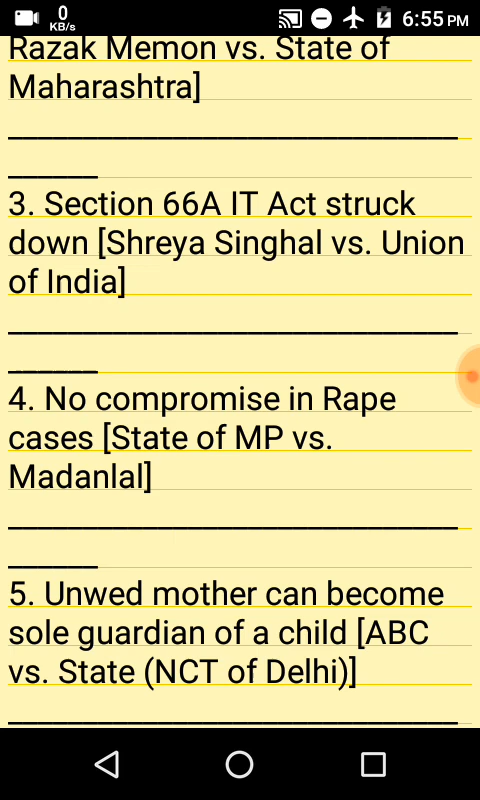 0
KB/s
6:55 PM
Razak Memon vs. State of
Maharashtra]
______________________________
______
3. Section 66A IT Act struck
down [Shreya Singhal vs. Union
of India]
______________________________
______
4. No compromise in Rape
cases [State of MP vs.
Madanlal]
______________________________
______
5. Unwed mother can become
sole guardian of a child [ABC
vs. State (NCT of Delhi)]
______________________________